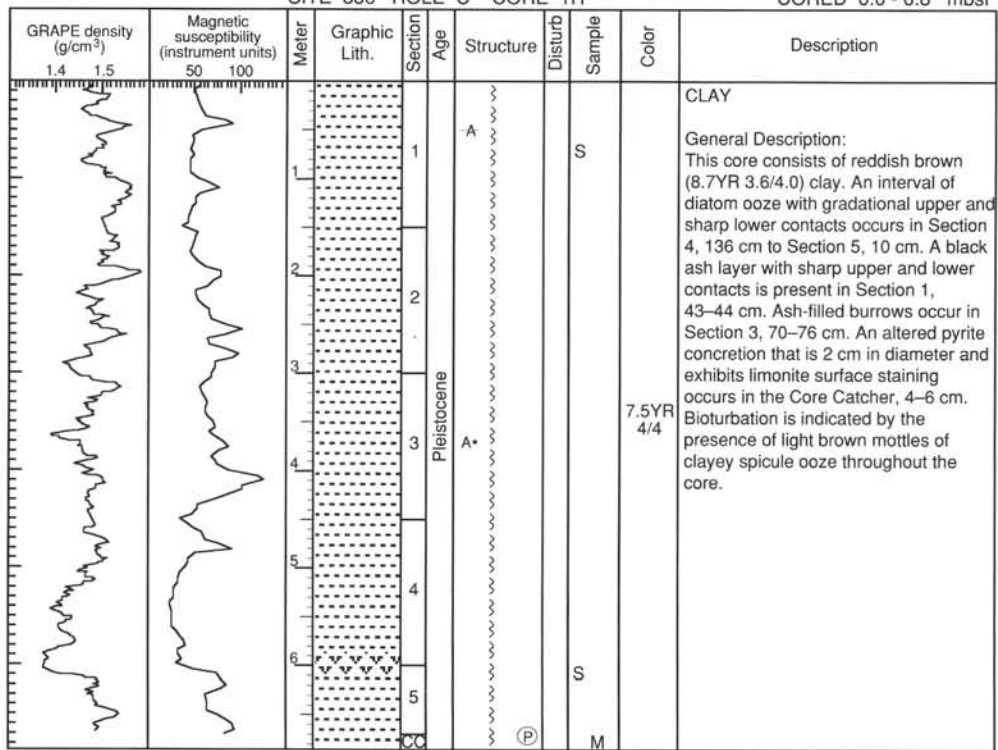 CORED 0.0 - 6.8 mbsf
GRAPE density
(g/cm³)
1.4 1.5
Magnetic
susceptibility
(instrument units)
50 100
Meter
Graphic
Lith.
Section
Age
Structure
Disturb
Sample
Color
Description
1
2
3
4
5
6
1
2
3
4
5
CC
Pleistocene
A
A•
P
S
S
M
7.5YR
4/4
CLAY
General Description:
This core consists of reddish brown
(8.7YR 3.6/4.0) clay. An interval of
diatom ooze with gradational upper and
sharp lower contacts occurs in Section
4, 136 cm to Section 5, 10 cm. A black
ash layer with sharp upper and lower
contacts is present in Section 1,
43–44 cm. Ash-filled burrows occur in
Section 3, 70–76 cm. An altered pyrite
concretion that is 2 cm in diameter and
exhibits limonite surface staining
occurs in the Core Catcher, 4–6 cm.
Bioturbation is indicated by the
presence of light brown mottles of
clayey spicule ooze throughout the
core.